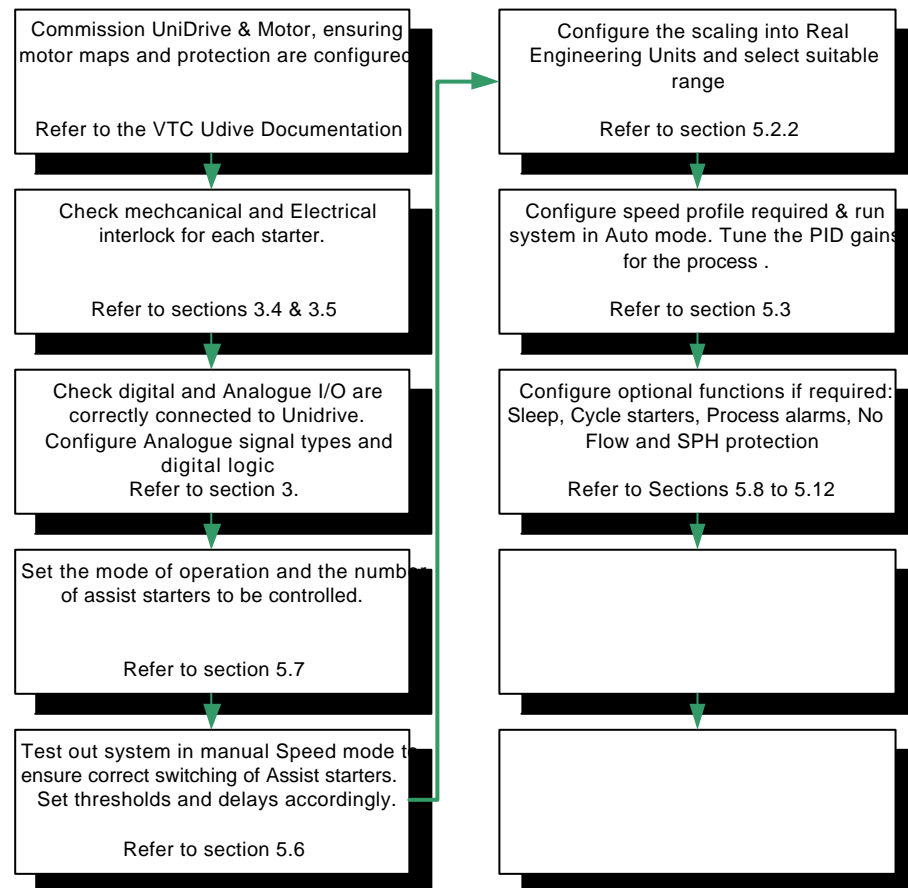 Commission UniDrive & Motor, ensuring
motor maps and protection are configured
Refer to the VTC Udive Documentation
Check mechcanical and Electrical
interlock for each starter.
Refer to sections 3.4 & 3.5
Check digital and Analogue I/O are
correctly connected to Unidrive.
Configure Analogue signal types and
digital logic
Refer to section 3.
Set the mode of operation and the number
of assist starters to be controlled.
Refer to section 5.7
Test out system in manual Speed mode to
ensure correct switching of Assist starters.
Set thresholds and delays accordingly.
Refer to section 5.6
Configure the scaling into Real
Engineering Units and select suitable
range
Refer to section 5.2.2
Configure speed profile required & run
system in Auto mode. Tune the PID gains
for the process .
Refer to section 5.3
Configure optional functions if required:
Sleep, Cycle starters, Process alarms, No
Flow and SPH protection
Refer to Sections 5.8 to 5.12